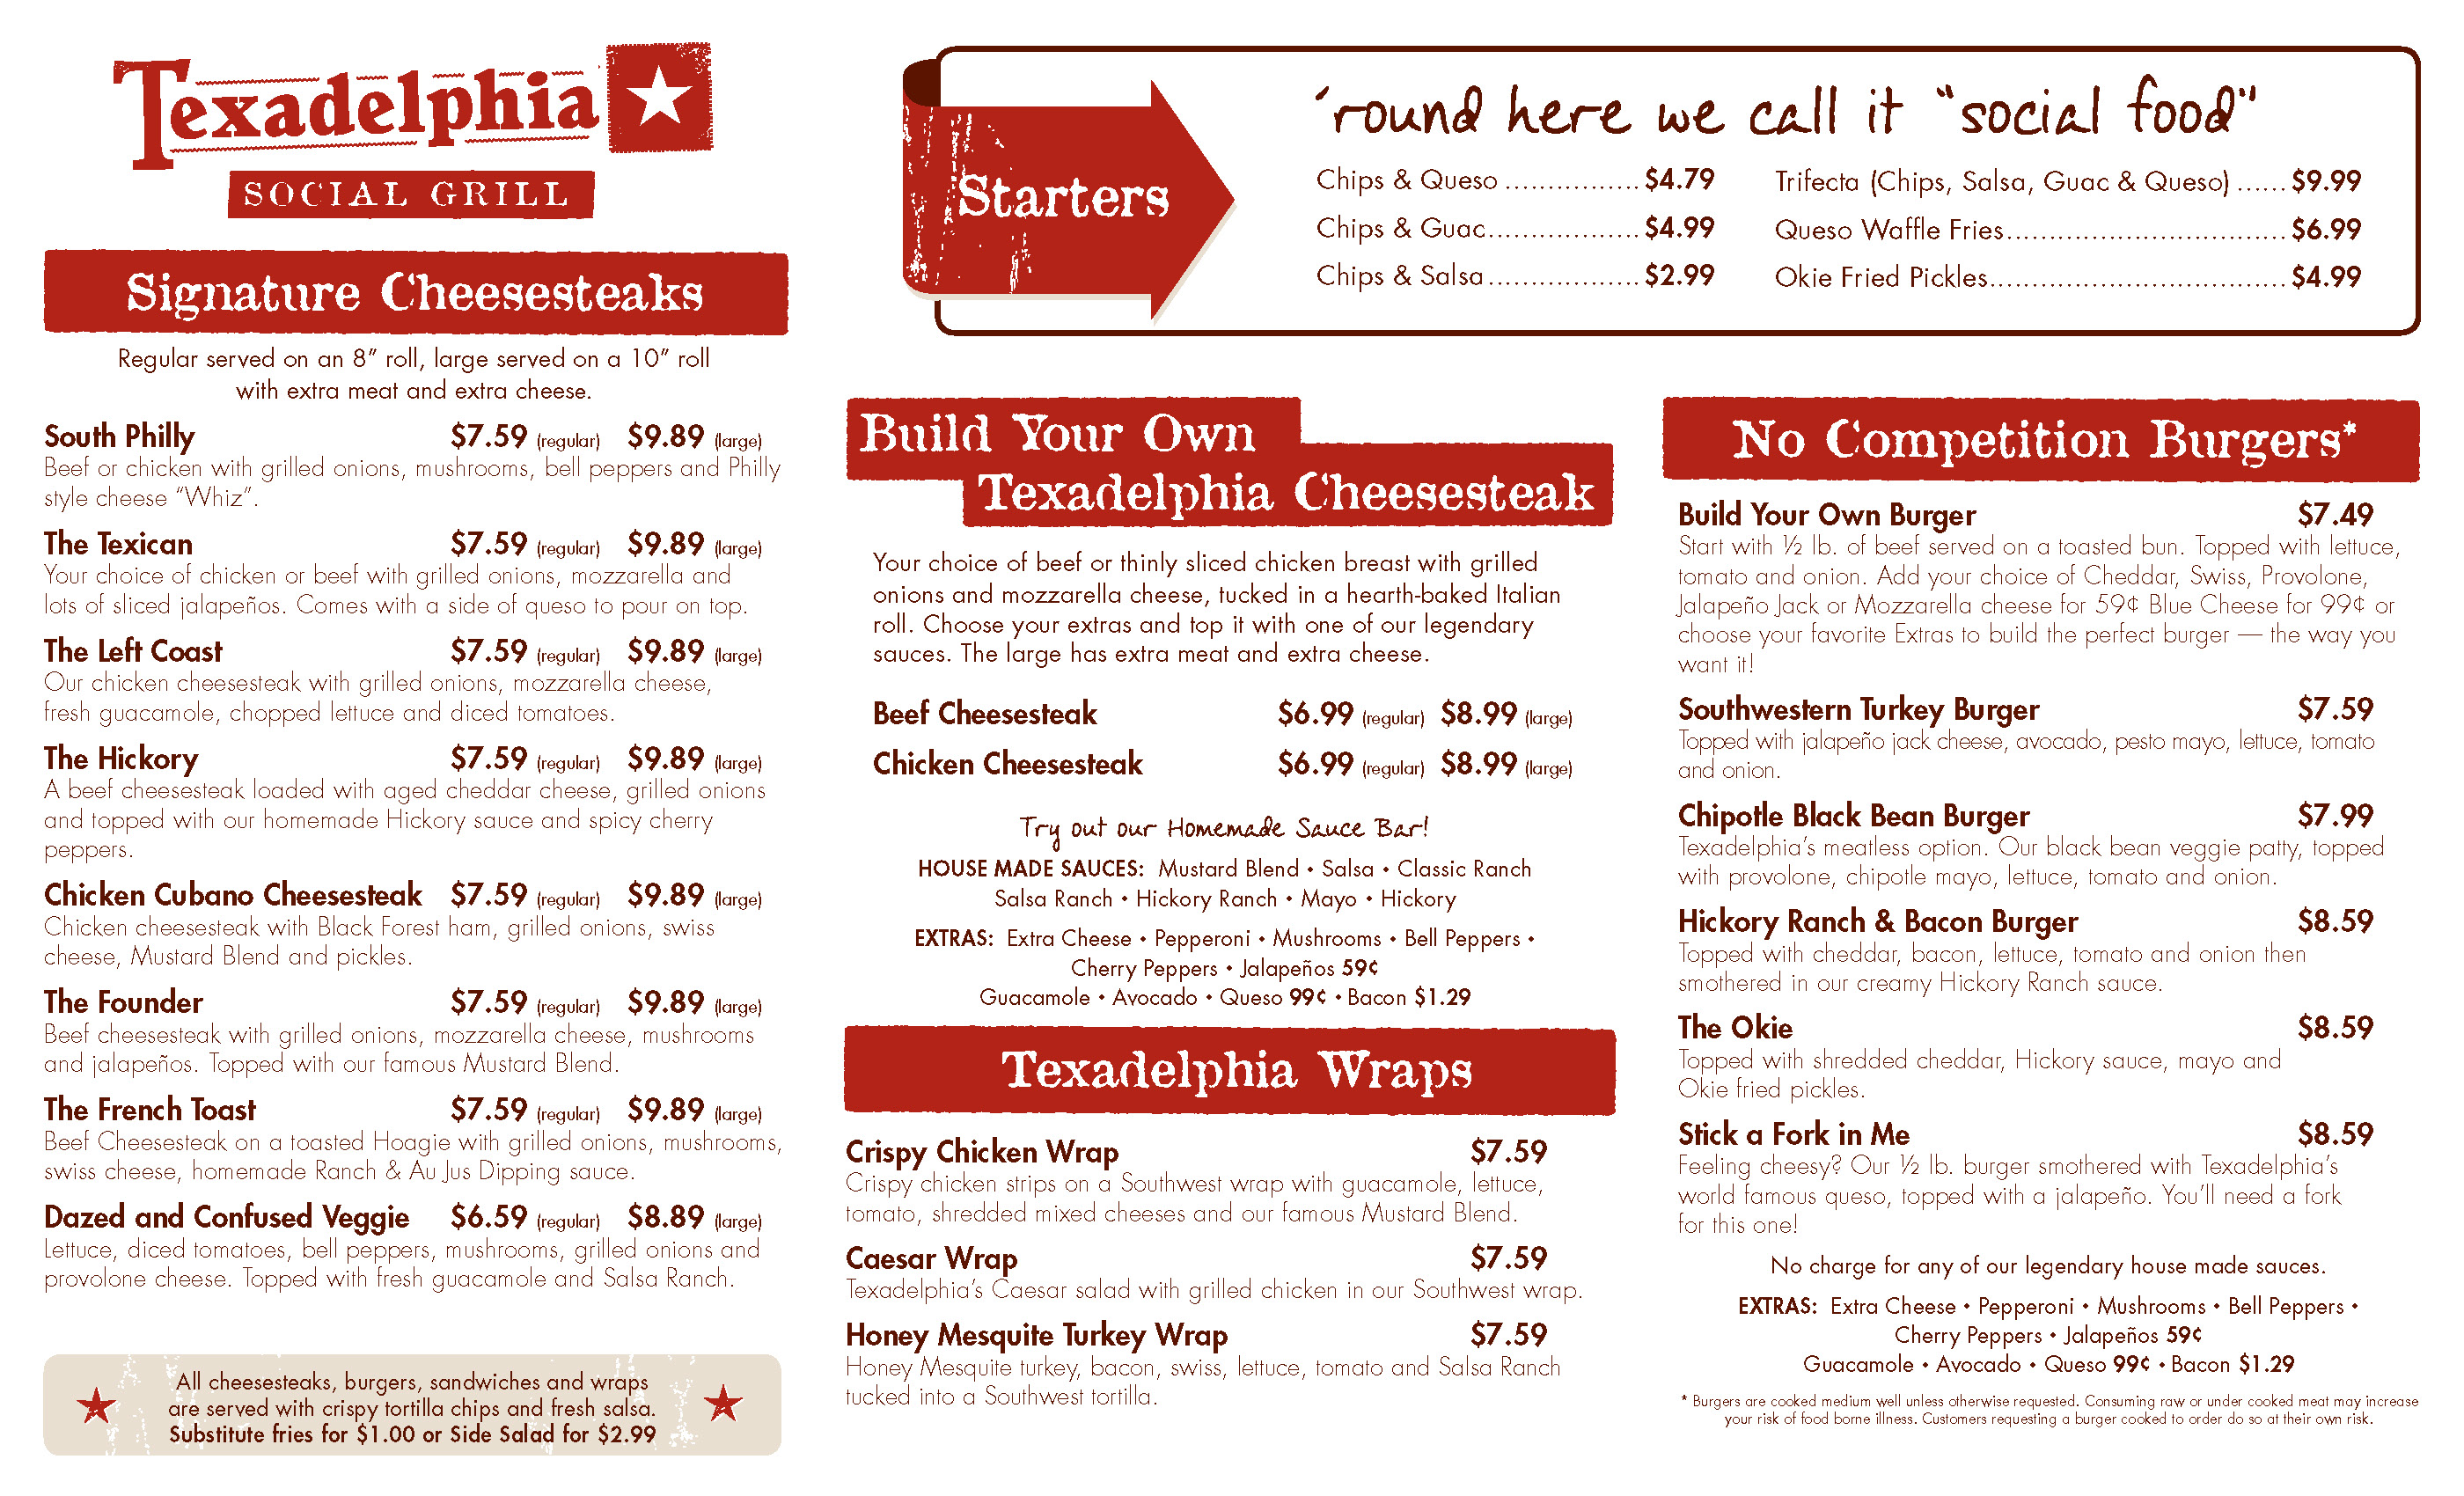 Texadelphia
SOCIAL GRILL
Signature Cheesesteaks
Regular served on an 8” roll, large served on a 10” roll
with extra meat and extra cheese.
South Philly $7.59 (regular) $9.89 (large)
Beef or chicken with grilled onions, mushrooms, bell peppers and Philly
style cheese “Whiz”.
The Texican $7.59 (regular) $9.89 (large)
Your choice of chicken or beef with grilled onions, mozzarella and
lots of sliced jalapeños. Comes with a side of queso to pour on top.
The Left Coast $7.59 (regular) $9.89 (large)
Our chicken cheesesteak with grilled onions, mozzarella cheese,
fresh guacamole, chopped lettuce and diced tomatoes.
The Hickory $7.59 (regular) $9.89 (large)
A beef cheesesteak loaded with aged cheddar cheese, grilled onions
and topped with our homemade Hickory sauce and spicy cherry
peppers.
Chicken Cubano Cheesesteak $7.59 (regular) $9.89 (large)
Chicken cheesesteak with Black Forest ham, grilled onions, swiss
cheese, Mustard Blend and pickles.
The Founder $7.59 (regular) $9.89 (large)
Beef cheesesteak with grilled onions, mozzarella cheese, mushrooms
and jalapeños. Topped with our famous Mustard Blend.
The French Toast $7.59 (regular) $9.89 (large)
Beef Cheesesteak on a toasted Hoagie with grilled onions, mushrooms,
swiss cheese, homemade Ranch & Au Jus Dipping sauce.
Dazed and Confused Veggie $6.59 (regular) $8.89 (large)
Lettuce, diced tomatoes, bell peppers, mushrooms, grilled onions and
provolone cheese. Topped with fresh guacamole and Salsa Ranch.
All cheesesteaks, burgers, sandwiches and wraps
are served with crispy tortilla chips and fresh salsa.
Substitute fries for $1.00 or Side Salad for $2.99
Starters
‘round here we call it “social food”
Chips & Queso ................ $4.79
Chips & Guac.................. $4.99
Chips & Salsa .................. $2.99
Trifecta (Chips, Salsa, Guac & Queso) ...... $9.99
Queso Waffle Fries................................. $6.99
Okie Fried Pickles................................... $4.99
Build Your Own
Texadelphia Cheesesteak
Your choice of beef or thinly sliced chicken breast with grilled
onions and mozzarella cheese, tucked in a hearth-baked Italian
roll. Choose your extras and top it with one of our legendary
sauces. The large has extra meat and extra cheese.
Beef Cheesesteak $6.99 (regular) $8.99 (large)
Chicken Cheesesteak $6.99 (regular) $8.99 (large)
Try out our Homemade Sauce Bar!
HOUSE MADE SAUCES: Mustard Blend • Salsa • Classic Ranch
Salsa Ranch • Hickory Ranch • Mayo • Hickory
EXTRAS: Extra Cheese • Pepperoni • Mushrooms • Bell Peppers •
Cherry Peppers • Jalapeños 59¢
Guacamole • Avocado • Queso 99¢ • Bacon $1.29
Texadelphia Wraps
Crispy Chicken Wrap $7.59
Crispy chicken strips on a Southwest wrap with guacamole, lettuce,
tomato, shredded mixed cheeses and our famous Mustard Blend.
Caesar Wrap $7.59
Texadelphia’s Caesar salad with grilled chicken in our Southwest wrap.
Honey Mesquite Turkey Wrap $7.59
Honey Mesquite turkey, bacon, swiss, lettuce, tomato and Salsa Ranch
tucked into a Southwest tortilla.
No Competition Burgers*
Build Your Own Burger $7.49
Start with ½ lb. of beef served on a toasted bun. Topped with lettuce,
tomato and onion. Add your choice of Cheddar, Swiss, Provolone,
Jalapeño Jack or Mozzarella cheese for 59¢ Blue Cheese for 99¢ or
choose your favorite Extras to build the perfect burger — the way you
want it!
Southwestern Turkey Burger $7.59
Topped with jalapeño jack cheese, avocado, pesto mayo, lettuce, tomato
and onion.
Chipotle Black Bean Burger $7.99
Texadelphia’s meatless option. Our black bean veggie patty, topped
with provolone, chipotle mayo, lettuce, tomato and onion.
Hickory Ranch & Bacon Burger $8.59
Topped with cheddar, bacon, lettuce, tomato and onion then
smothered in our creamy Hickory Ranch sauce.
The Okie $8.59
Topped with shredded cheddar, Hickory sauce, mayo and
Okie fried pickles.
Stick a Fork in Me $8.59
Feeling cheesy? Our ½ lb. burger smothered with Texadelphia’s
world famous queso, topped with a jalapeño. You’ll need a fork
for this one!
No charge for any of our legendary house made sauces.
EXTRAS: Extra Cheese • Pepperoni • Mushrooms • Bell Peppers •
Cherry Peppers • Jalapeños 59¢
Guacamole • Avocado • Queso 99¢ • Bacon $1.29
* Burgers are cooked medium well unless otherwise requested. Consuming raw or under cooked meat may increase
your risk of food borne illness. Customers requesting a burger cooked to order do so at their own risk.